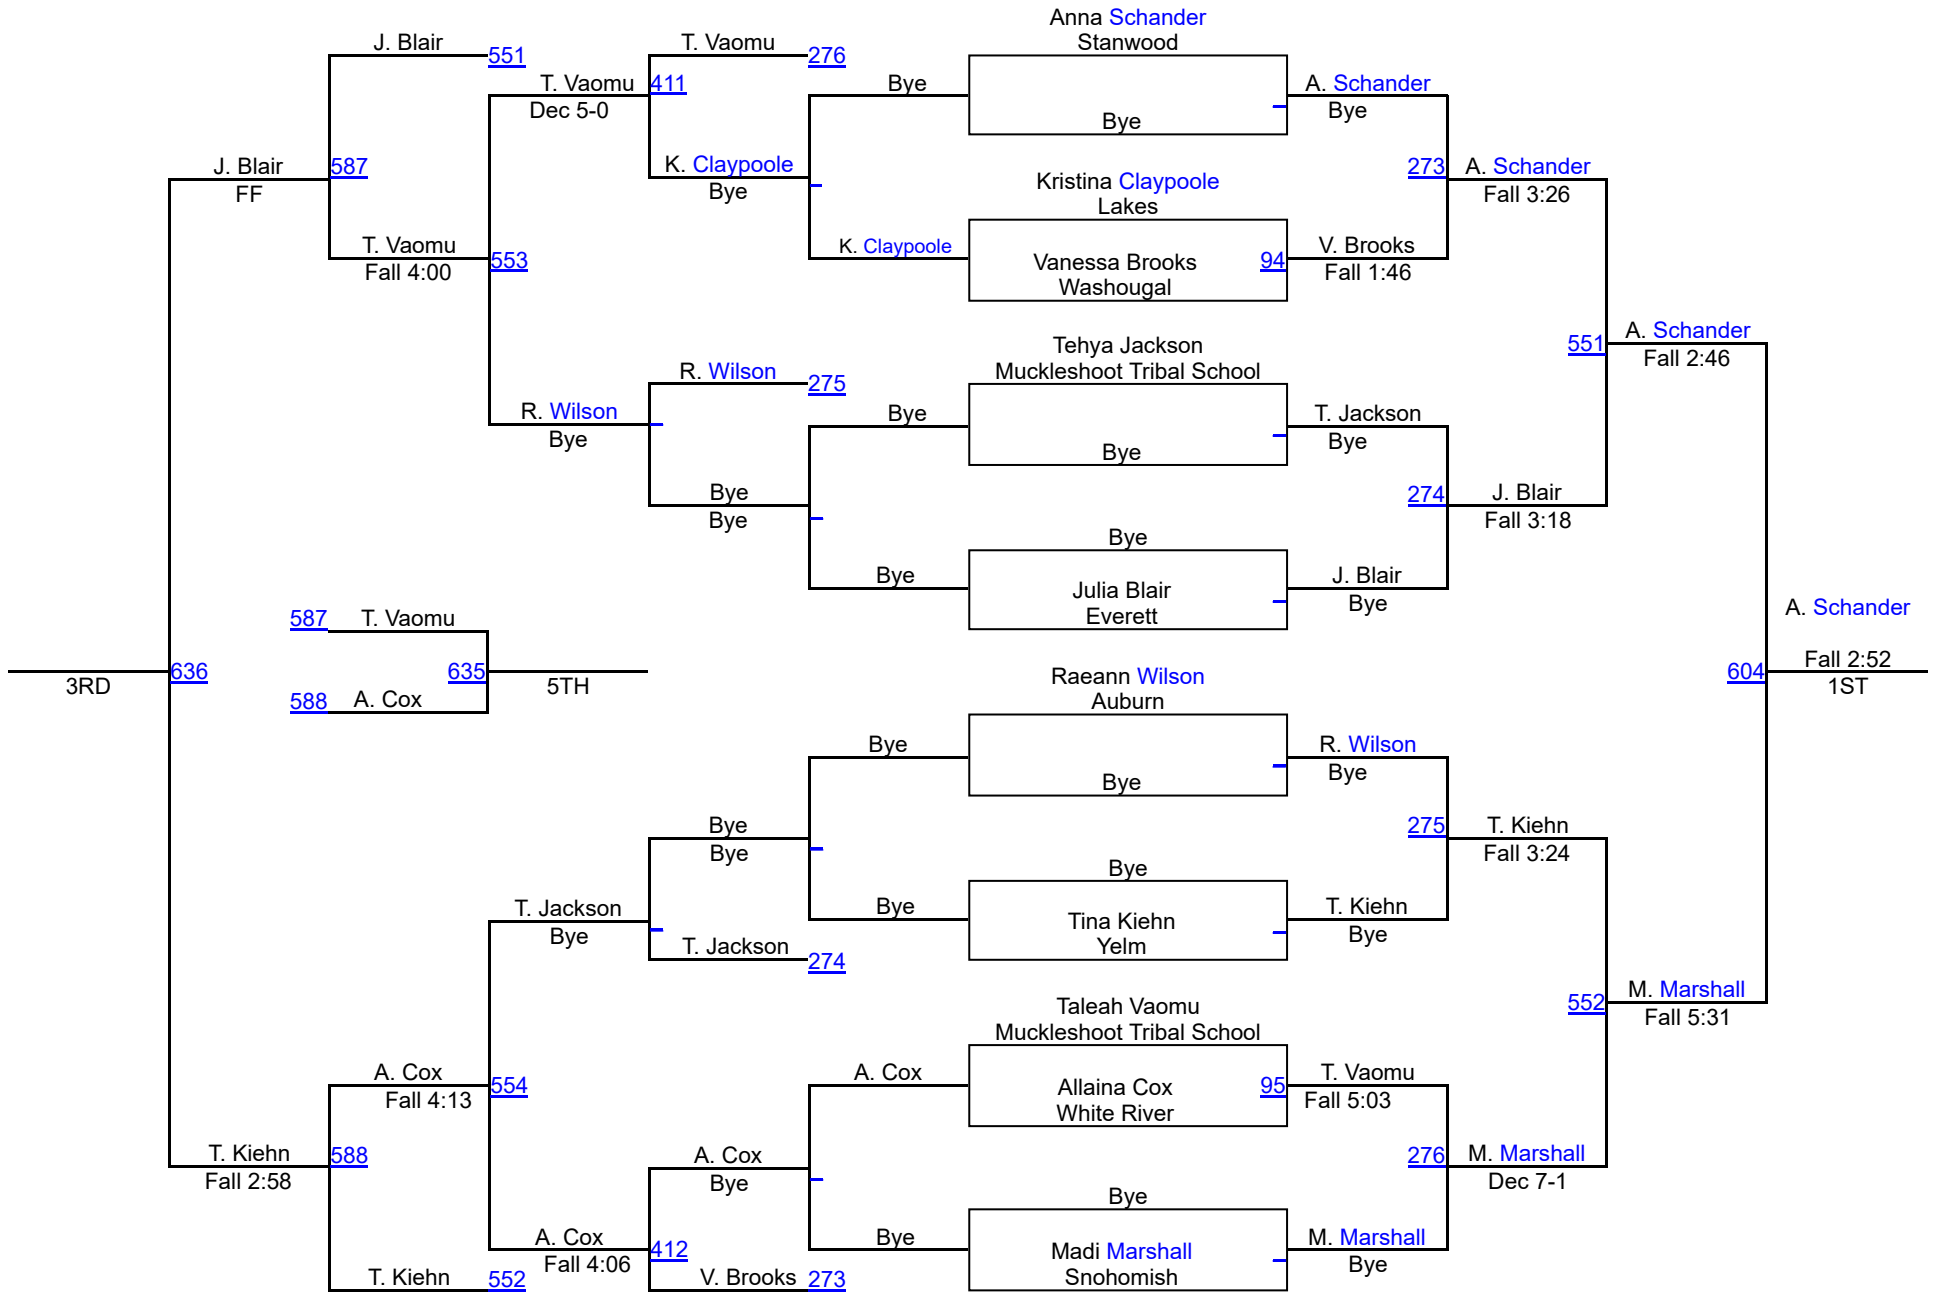 Anna Schander
J. Blair
T. Vaomu
Stanwood
551
276
T. Vaomu
411
Bye
A. Schander
Dec 5-0
Bye
Bye
J. Blair
587
K. Claypoole
273
A. Schander
FF
Bye
Kristina Claypoole
Fall 3:26
Lakes
T. Vaomu
553
K. Claypoole
Vanessa Brooks
94
V. Brooks
Fall 4:00
Washougal
Fall 1:46
Tehya Jackson
551
A. Schander
R. Wilson
275
Muckleshoot Tribal School
Fall 2:46
R. Wilson
Bye
T. Jackson
Bye
Bye
Bye
Bye
274
J. Blair
Bye
Fall 3:18
Bye
Bye
Julia Blair
J. Blair
Everett
Bye
587
T. Vaomu
A. Schander
636
635
604
Fall 2:52
3RD
5TH
1ST
588
A. Cox
Raeann Wilson
Auburn
Bye
R. Wilson
Bye
Bye
Bye
275
T. Kiehn
Bye
Fall 3:24
Bye
T. Jackson
Bye
Tina Kiehn
T. Kiehn
Bye
Yelm
Bye
T. Jackson
274
Taleah Vaomu
552
M. Marshall
Muckleshoot Tribal School
Fall 5:31
A. Cox
554
A. Cox
Allaina Cox
95
T. Vaomu
Fall 4:13
White River
Fall 5:03
T. Kiehn
588
A. Cox
276
M. Marshall
Fall 2:58
Bye
Dec 7-1
Bye
A. Cox
412
Bye
Madi Marshall
M. Marshall
Fall 4:06
Snohomish
Bye
T. Kiehn
552
V. Brooks
273